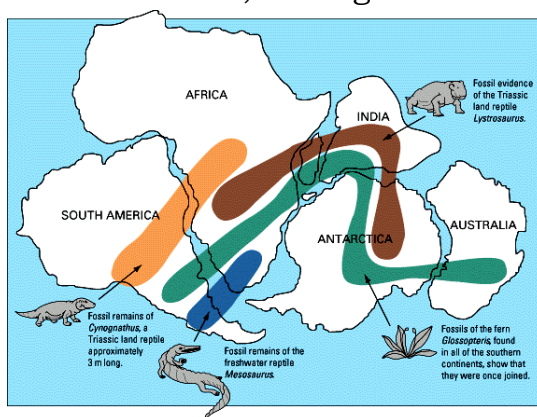 AFRICA
Fossil evidence
of the Triassic
land reptile
Lystrosaurus.
INDIA
SOUTH AMERICA
ANTARCTICA
AUSTRALIA
Fossil remains of
Cynognathus, a
Triassic land reptile
approximately
3 m long.
Fossil remains of the
freshwater reptile
Mesosaurus.
Fossils of the fern
Glossopteris, found
in all of the southern
continents, show that
they were once joined.